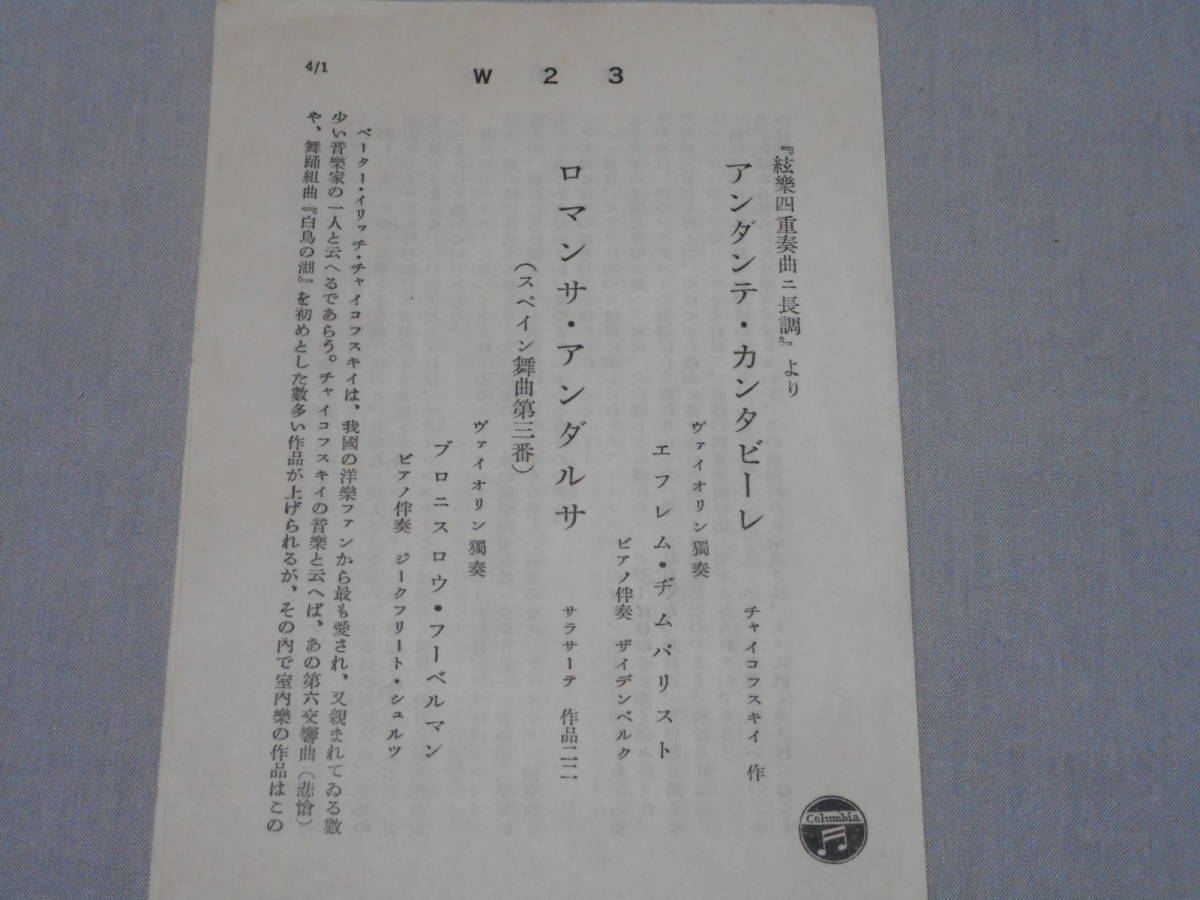 4/1
W 2 3
『絃樂四重奏曲ニ長調』より
アンダンテ・カンタビーレ
チャイコフスキイ 作
ヴァイオリン獨奏
エフレム・ヂムバリスト
ピアノ伴奏 ザイデンベルク
ロマンサ・アンダルサ
サラサーテ 作品二二
(スペイン舞曲第三番)
ヴァイオリン獨奏
ブロニスロウ・フーベルマン
ピアノ伴奏 ジークフリート・シュルツ
ペーター・イリッチ・チャイコフスキイは、我國の洋樂ファンから最も愛され、又親まれてゐる數
少い音樂家の一人と云へるであらう。チャイコフスキイの音樂と云へば、あの第六交響曲(悲愴)
や、舞踊組曲『白鳥の湖』を初めとした數多い作品が上げられるが、その內で室內樂の作品はこの
Columbia